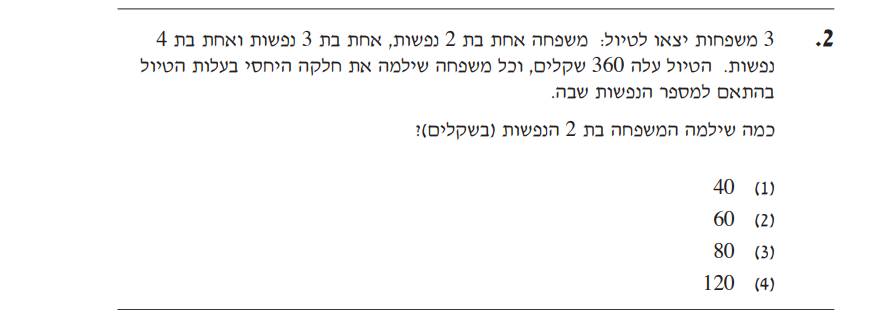 2. 3 משפחות יצאו לטיול: משפחה אחת בת 2 נפשות, אחת בת 3 נפשות ואחת בת 4
נפשות. הטיול עלה 360 שקלים, וכל משפחה שילמה את חלקה היחסי בעלות הטיול
בהתאם למספר הנפשות שבה.
כמה שילמה המשפחה בת 2 הנפשות (בשקלים)?
(1) 40
(2) 60
(3) 80
(4) 120